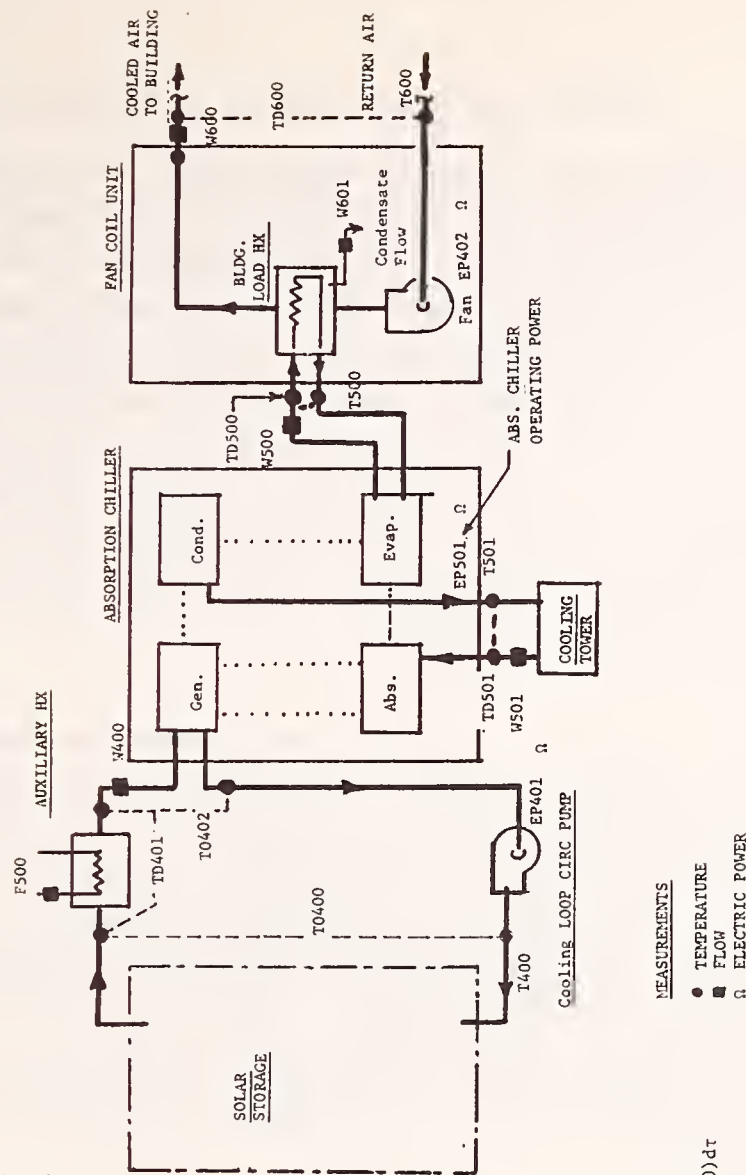 COOLED AIR
TO BUILDING
RETURN AIR
T600
TD600
W600
FAN COIL UNIT
BLDG.
LOAD HX
W601
Condensate
Flow
EP402
Ω
Fan
TD500
W500
T500
ABS. CHILLER
OPERATING POWER
ABSORPTION CHILLER
Cond.
Evap.
Gen.
Abs.
Ω
EP501
T501
TD501
W501
COOLING
TOWER
AUXILIARY HX
F500
W400
TD401
T0402
T0400
EP401
Ω
T400
Cooling LOOP CIRC PUMP
SOLAR
STORAGE
MEASUREMENTS
● TEMPERATURE
■ FLOW
Ω ELECTRIC POWER
))dτ